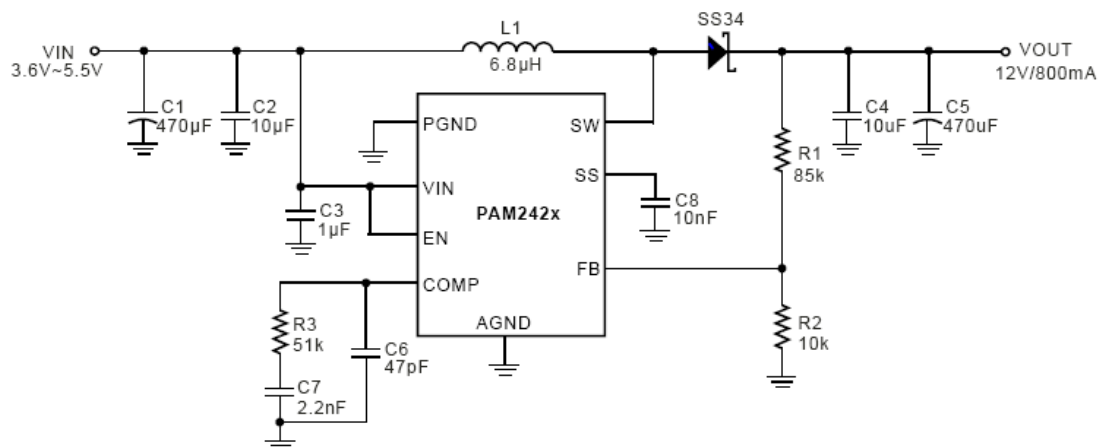 L1
6.8µH
SS34
VIN
3.6V~5.5V
VOUT
12V/800mA
C1
470µF
C2
10µF
C4
10uF
C5
470uF
PGND
SW
R1
85k
SS
VIN
C8
10nF
C3
1µF
PAM242x
EN
FB
COMP
R3
51k
AGND
R2
10k
C6
47pF
C7
2.2nF